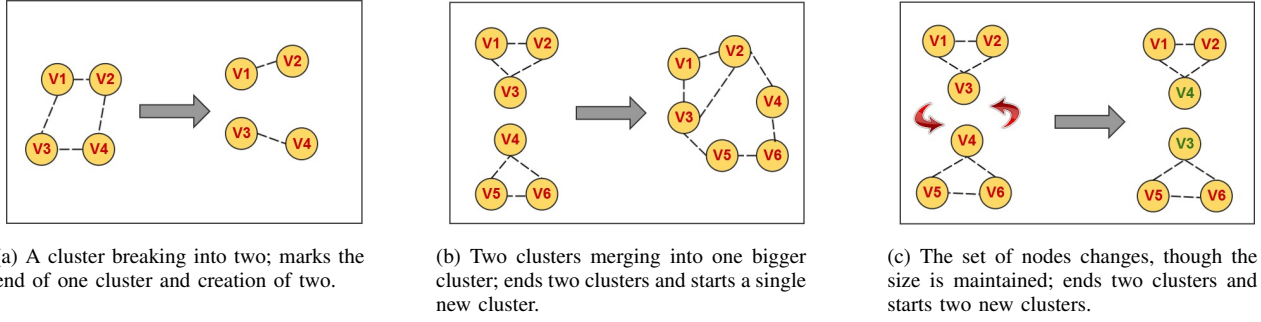 V1 V2
V3 V4
V1 V2
V3 V4
V1 V2
V3
V4
V5 V6
V1 V2
V3 V4
V5 V6
V1 V2
V3
V4
V5 V6
V1 V2
V4
V3
V5 V6
a) A cluster breaking into two; marks the
end of one cluster and creation of two.
(b) Two clusters merging into one bigger
cluster; ends two clusters and starts a single
new cluster.
(c) The set of nodes changes, though the
size is maintained; ends two clusters and
starts two new clusters.